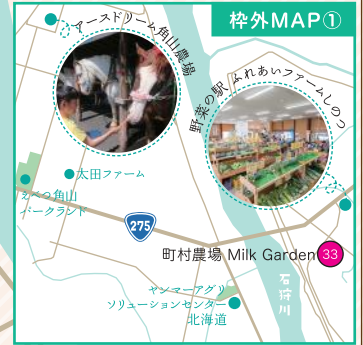 枠外MAP①
アースドリーム角山農場
野菜の駅 ふれあいファームしのつ
太田ファーム
えべつ角山
パークランド
275
町村農場 Milk Garden 33
石狩川
ヤンマーアグリ
ソリューションセンター
北海道